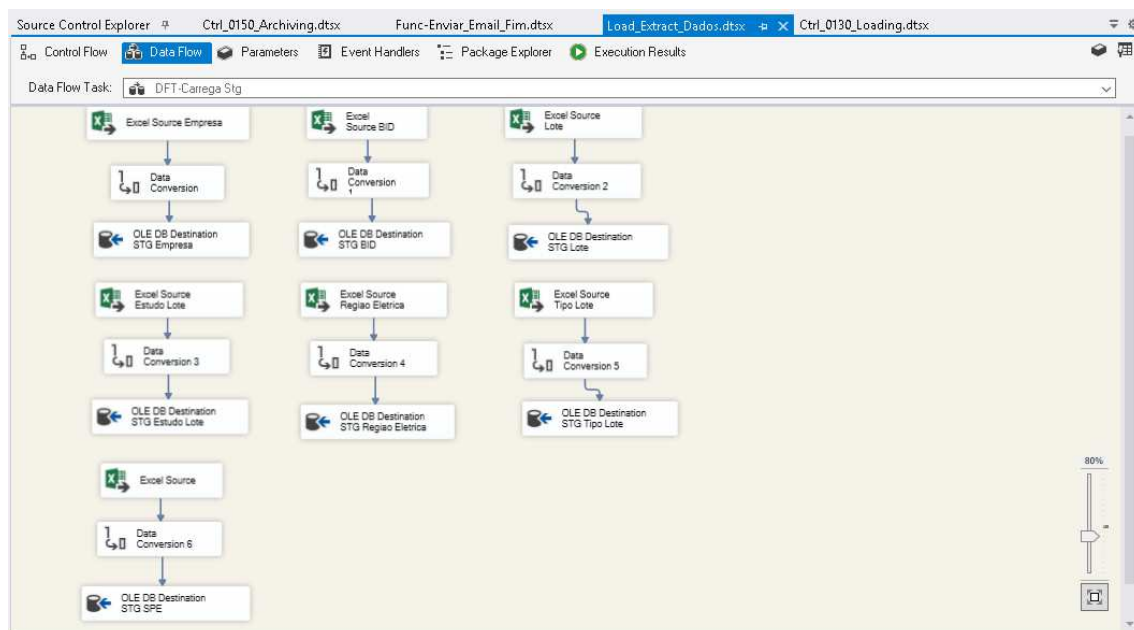 Source Control Explorer
Ctrl_0150_Archiving.dtsx
Func-Enviar_Email_Fim.dtsx
Load_Extract_Dados.dtsx
Ctrl_0130_Loading.dtsx
Control Flow
Data Flow
Parameters
Event Handlers
Package Explorer
Execution Results
Data Flow Task:
DFT-Carrega Stg
Excel Source Empresa
Excel
Source BID
Excel Source
Lote
Data
Conversion
Data
Conversion
1
Data
Conversion 2
OLE DB Destination
STG Empresa
OLE DB Destination
STG BID
OLE DB Destination
STG Lote
Excel Source
Estudo Lote
Excel Source
Regiao Eletrica
Excel Source
Tipo Lote
Data
Conversion 3
Data
Conversion 4
Data
Conversion 5
OLE DB Destination
STG Estudo Lote
OLE DB Destination
STG Regiao Eletrica
OLE DB Destination
STG Tipo Lote
80%
Excel Source
Data
Conversion 6
OLE DB Destination
STG SPE